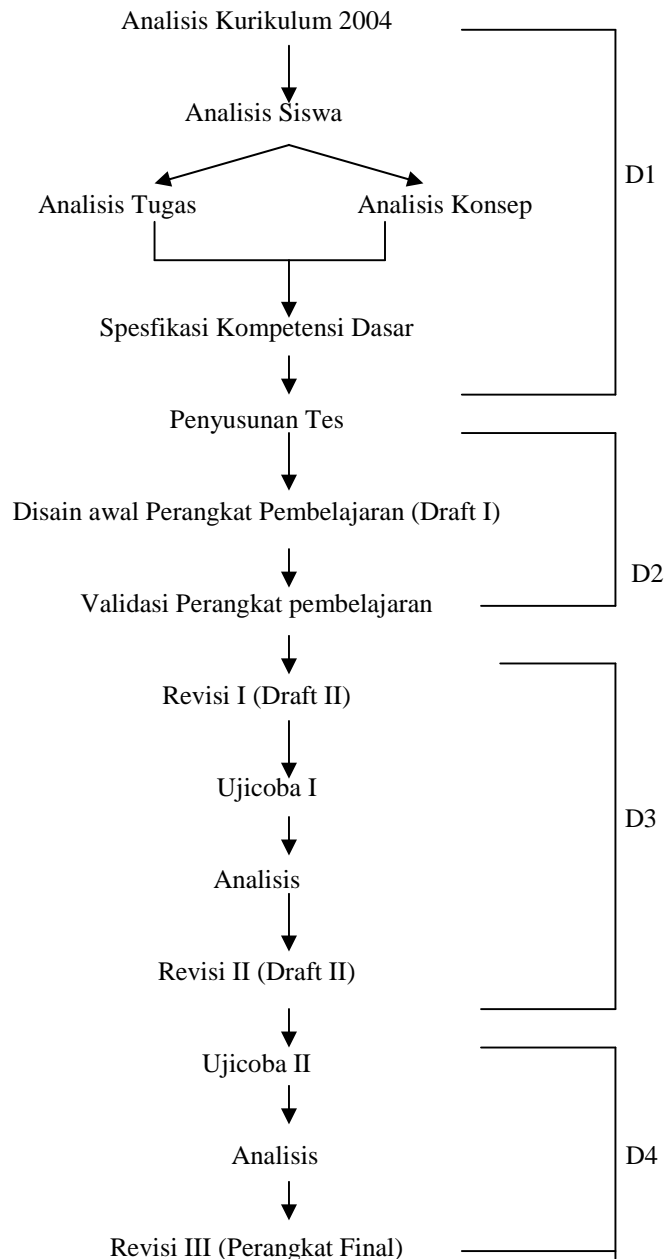 Analisis Kurikulum 2004
Analisis Siswa
D1
Analisis Tugas
Analisis Konsep
Spesfikasi Kompetensi Dasar
Penyusunan Tes
Disain awal Perangkat Pembelajaran (Draft I)
D2
Validasi Perangkat pembelajaran
Revisi I (Draft II)
Ujicoba I
D3
Analisis
Revisi II (Draft II)
Ujicoba II
Analisis
D4
Revisi III (Perangkat Final)